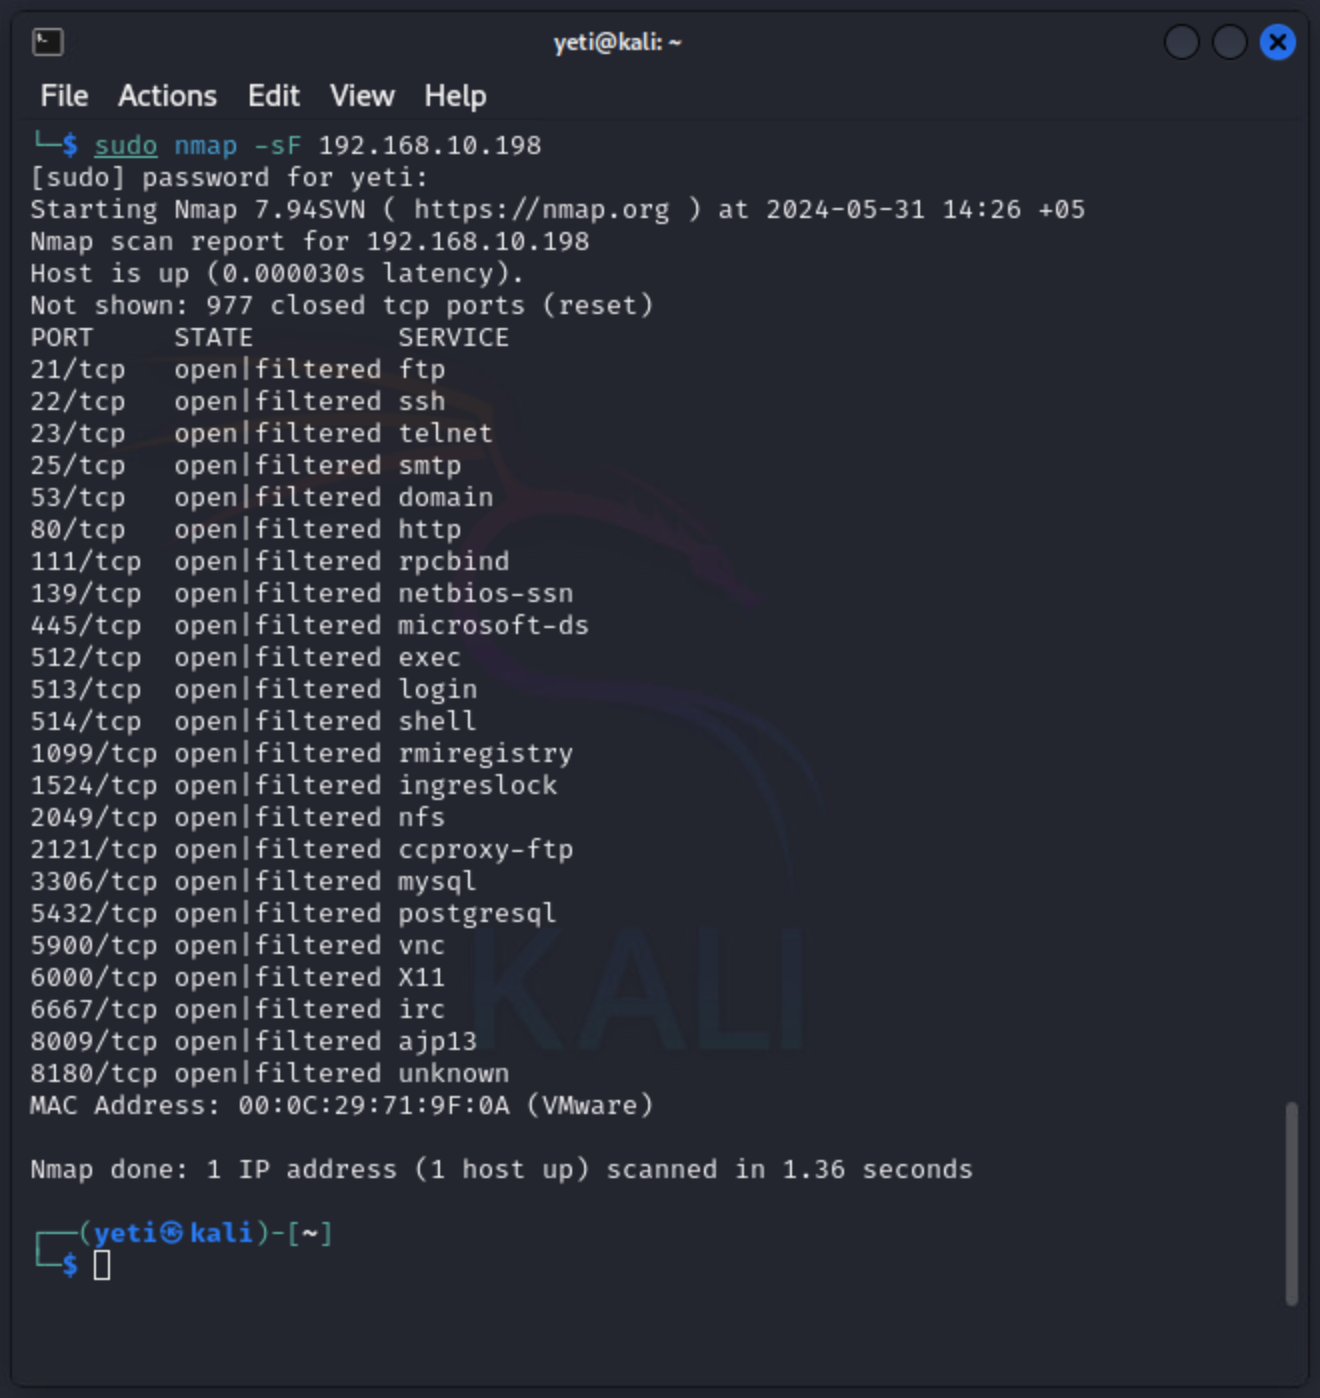 yeti@kali: ~
File Actions Edit View Help
└─$ sudo nmap -sF 192.168.10.198
[sudo] password for yeti:
Starting Nmap 7.94SVN ( https://nmap.org ) at 2024-05-31 14:26 +05
Nmap scan report for 192.168.10.198
Host is up (0.000030s latency).
Not shown: 977 closed tcp ports (reset)
PORT     STATE         SERVICE
21/tcp   open|filtered ftp
22/tcp   open|filtered ssh
23/tcp   open|filtered telnet
25/tcp   open|filtered smtp
53/tcp   open|filtered domain
80/tcp   open|filtered http
111/tcp  open|filtered rpcbind
139/tcp  open|filtered netbios-ssn
445/tcp  open|filtered microsoft-ds
512/tcp  open|filtered exec
513/tcp  open|filtered login
514/tcp  open|filtered shell
1099/tcp open|filtered rmiregistry
1524/tcp open|filtered ingreslock
2049/tcp open|filtered nfs
2121/tcp open|filtered ccproxy-ftp
3306/tcp open|filtered mysql
5432/tcp open|filtered postgresql
5900/tcp open|filtered vnc
6000/tcp open|filtered X11
6667/tcp open|filtered irc
8009/tcp open|filtered ajp13
8180/tcp open|filtered unknown
MAC Address: 00:0C:29:71:9F:0A (VMware)
Nmap done: 1 IP address (1 host up) scanned in 1.36 seconds
┌──(yeti㉿kali)-[~]
└─$
KALI